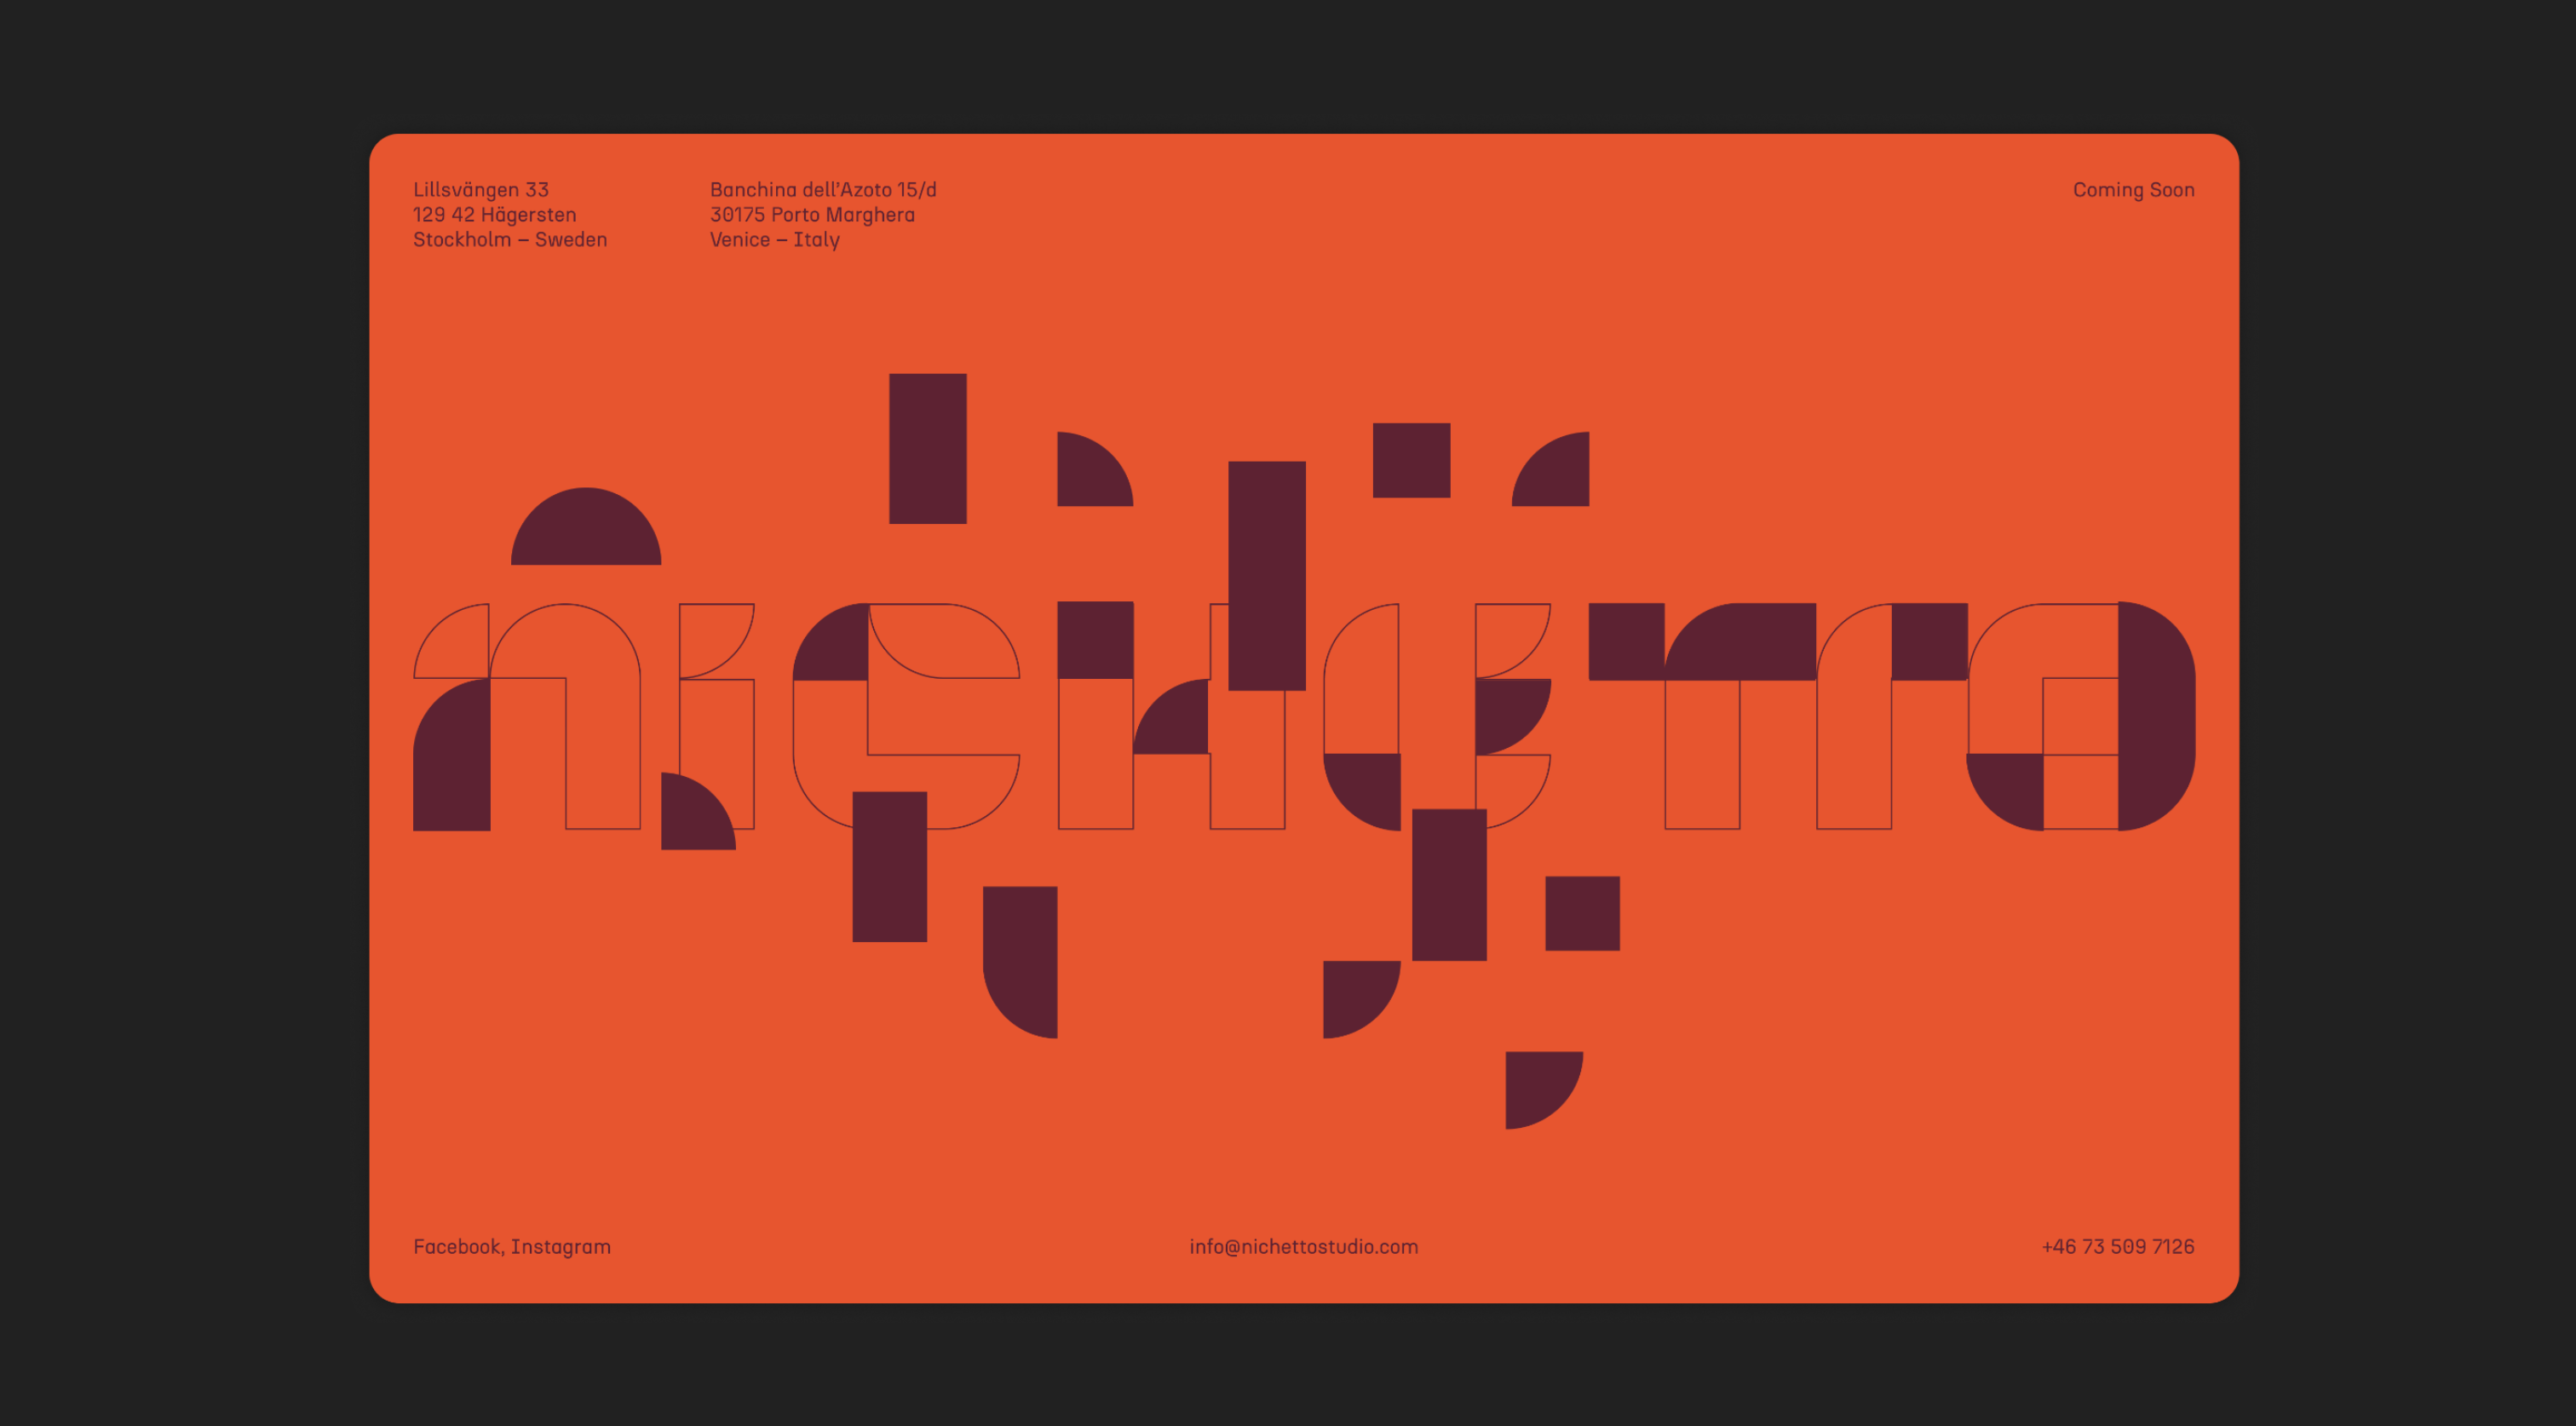 Lillsvängen 33
129 42 Hägersten
Stockholm – Sweden
Banchina dell'Azoto 15/d
30175 Porto Marghera
Venice – Italy
Coming Soon
nichetto
Facebook, Instagram
info@nichettostudio.com
+46 73 509 7126